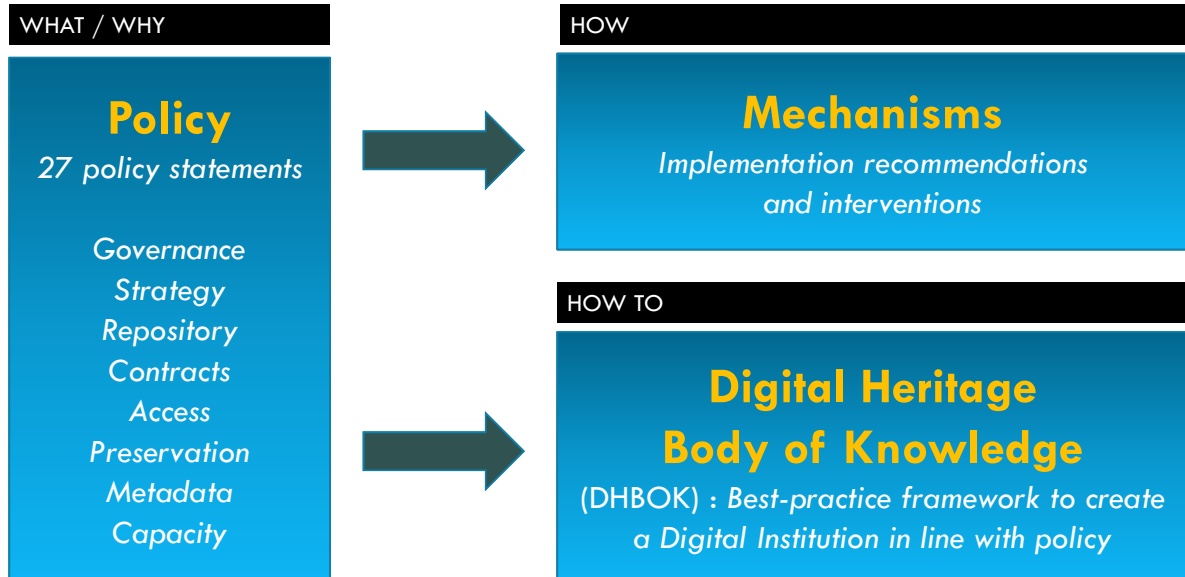 WHAT / WHY
Policy
27 policy statements
Governance
Strategy
Repository
Contracts
Access
Preservation
Metadata
Capacity
HOW
Mechanisms
Implementation recommendations
and interventions
HOW TO
Digital Heritage
Body of Knowledge
(DHBOK) : Best-practice framework to create
a Digital Institution in line with policy